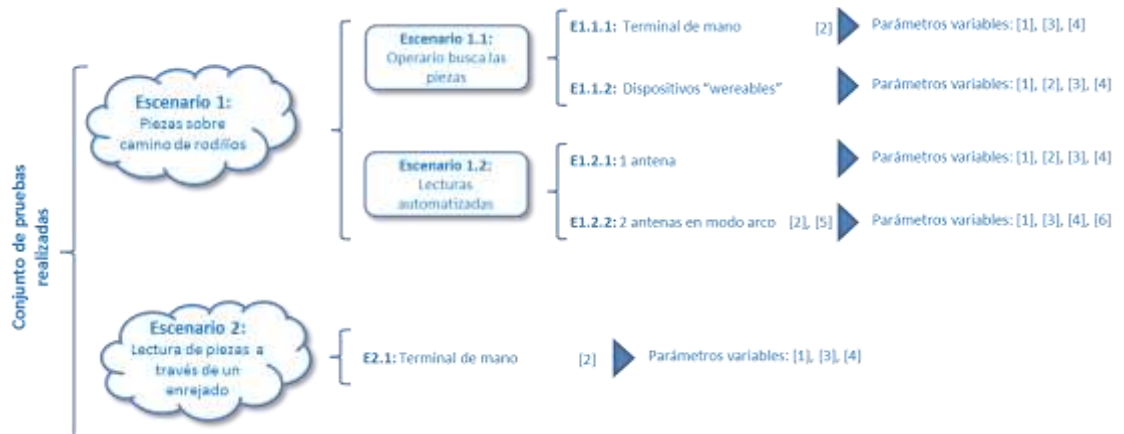 Conjunto de pruebas
realizadas
Escenario 1:
Piezas sobre
camino de rodillos
Escenario 1.1:
Operario busca las
piezas
E1.1.1: Terminal de mano [2] Parámetros variables: [1], [3], [4]
E1.1.2: Dispositivos "wereables" Parámetros variables: [1], [2], [3], [4]
Escenario 1.2:
Lecturas
automatizadas
E1.2.1: 1 antena Parámetros variables: [1], [2], [3], [4]
E1.2.2: 2 antenas en modo arco [2], [5] Parámetros variables: [1], [3], [4], [6]
Escenario 2:
Lectura de piezas a
través de un
enrejado
E2.1: Terminal de mano [2] Parámetros variables: [1], [3], [4]